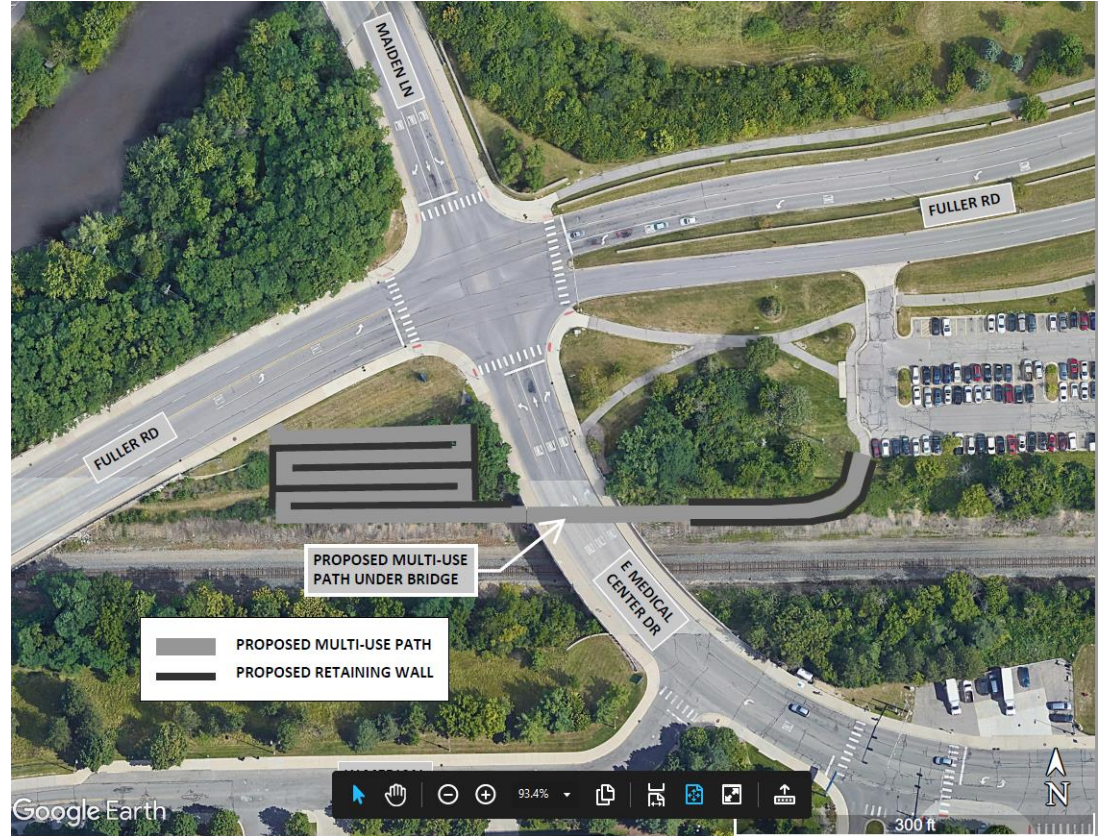 MAIDEN LN
FULLER RD
FULLER RD
PROPOSED MULTI-USE
PATH UNDER BRIDGE
E MEDICAL
CENTER DR
PROPOSED MULTI-USE PATH
PROPOSED RETAINING WALL
93.4%
N
Google Earth
300 ft